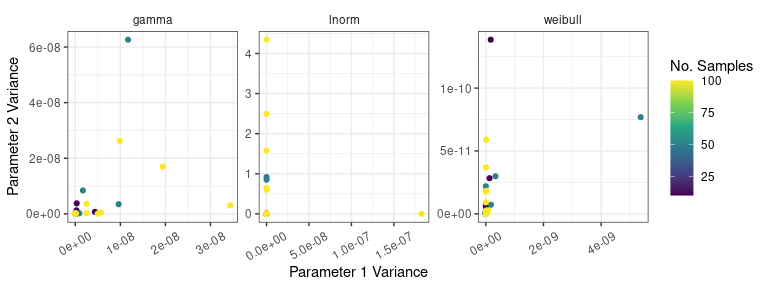 gamma
lnorm
weibull
Parameter 2 Variance
6e-08
4e-08
2e-08
0e+00
0e+00
1e-08
2e-08
3e-08
4
3
2
1
0
0.0e+00
5.0e-08
1.0e-07
1.5e-07
1e-10
5e-11
0e+00
0e+00
2e-09
4e-09
Parameter 1 Variance
No. Samples
100
75
50
25